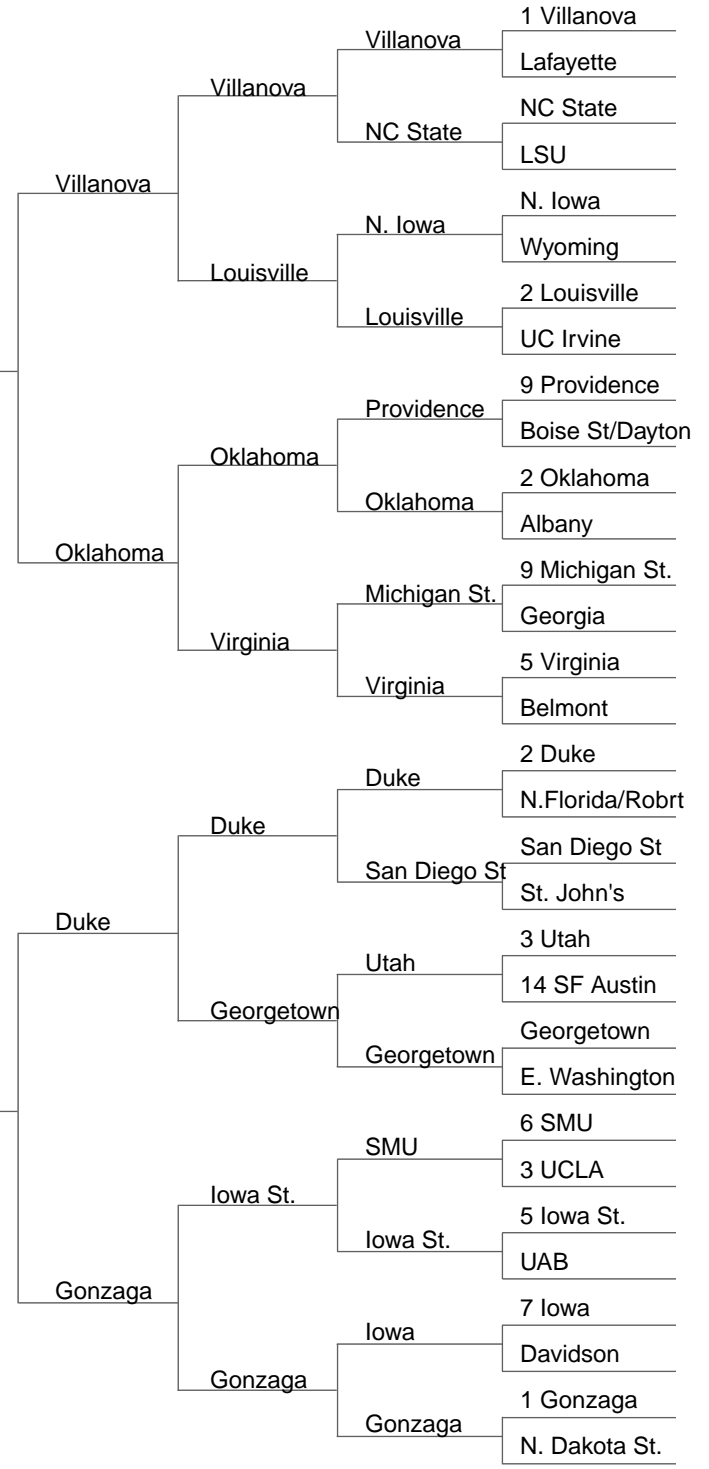 1 Villanova
Villanova
Lafayette
Villanova
NC State
NC State
LSU
Villanova
N. Iowa
N. Iowa
Wyoming
Louisville
2 Louisville
Louisville
UC Irvine
9 Providence
Providence
Boise St/Dayton
Oklahoma
2 Oklahoma
Oklahoma
Albany
Oklahoma
9 Michigan St.
Michigan St.
Georgia
Virginia
5 Virginia
Virginia
Belmont
2 Duke
Duke
N.Florida/Robrt
Duke
San Diego St
San Diego St
St. John's
Duke
3 Utah
Utah
14 SF Austin
Georgetown
Georgetown
Georgetown
E. Washington
6 SMU
SMU
3 UCLA
Iowa St.
5 Iowa St.
Iowa St.
UAB
Gonzaga
7 Iowa
Iowa
Davidson
Gonzaga
1 Gonzaga
Gonzaga
N. Dakota St.